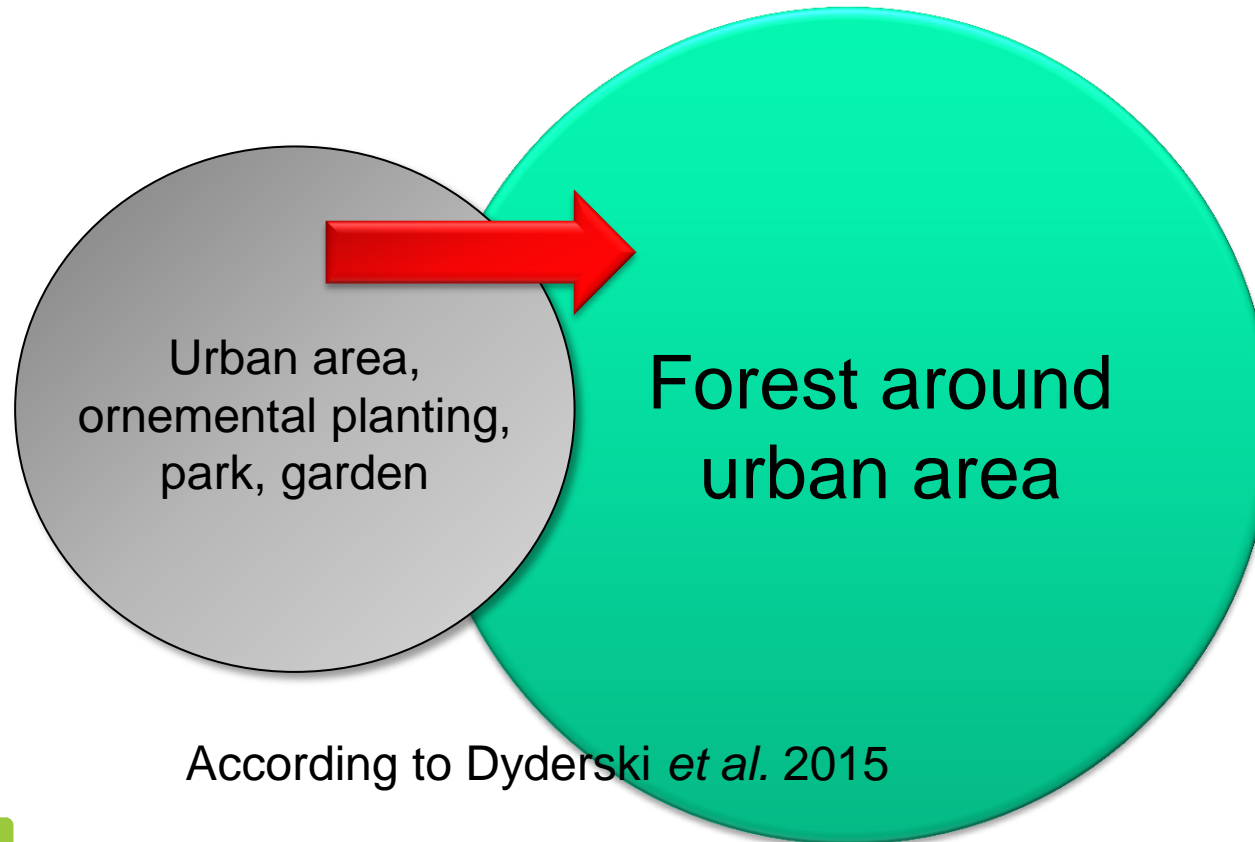 Urban area,
ornemental planting,
park, garden
Forest around
urban area
According to Dyderski et al. 2015